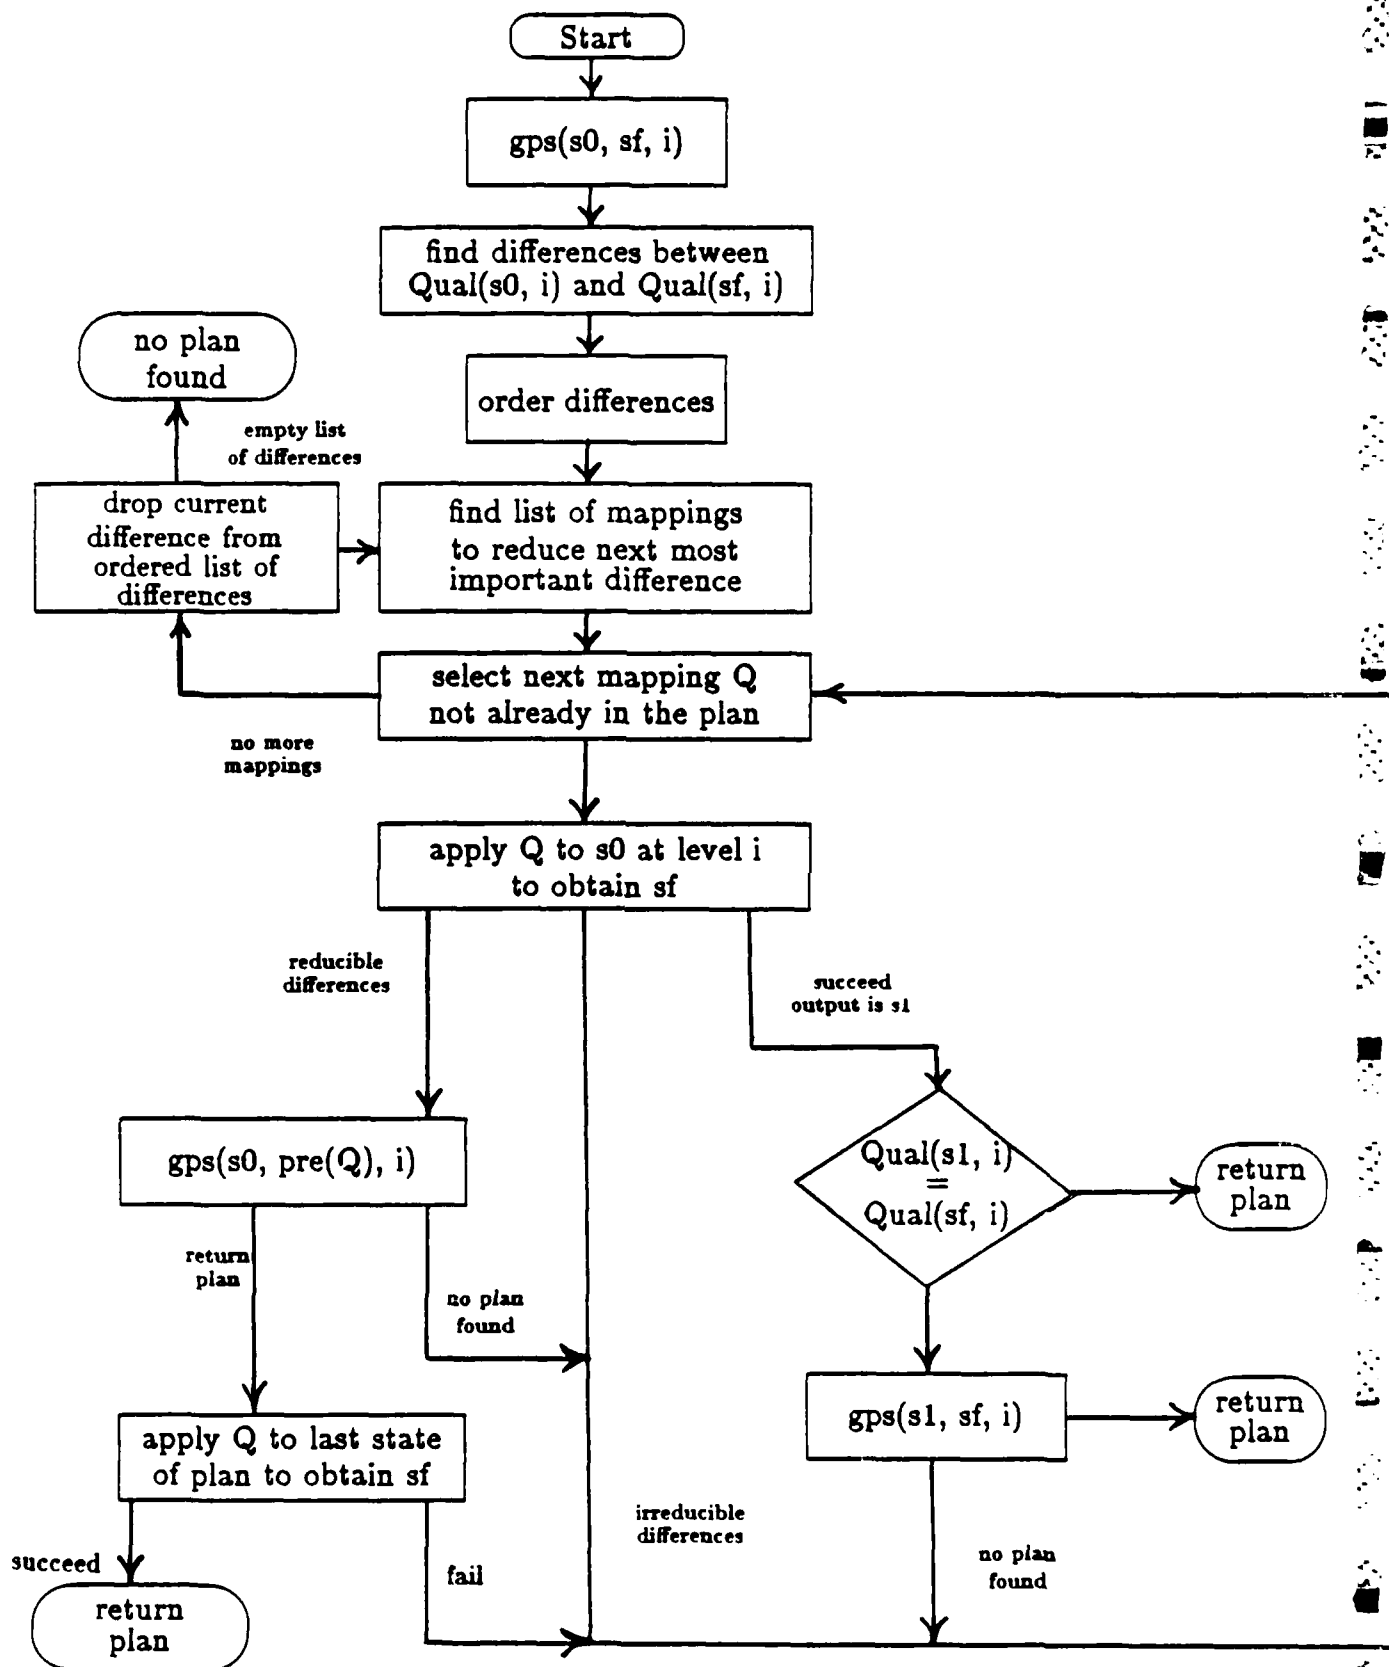 Start
gps(s0, sf, i)
find differences between
Qual(s0, i) and Qual(sf, i)
no plan
found
order differences
empty list
of differences
drop current
difference from
ordered list of
differences
find list of mappings
to reduce next most
important difference
select next mapping Q
not already in the plan
no more
mappings
apply Q to s0 at level i
to obtain sf
reducible
differences
succeed
output is s1
Qual(s1, i)
=
Qual(sf, i)
return
plan
gps(s0, pre(Q), i)
return
plan
no plan
found
gps(s1, sf, i)
return
plan
apply Q to last state
of plan to obtain sf
irreducible
differences
no plan
found
succeed
fail
return
plan